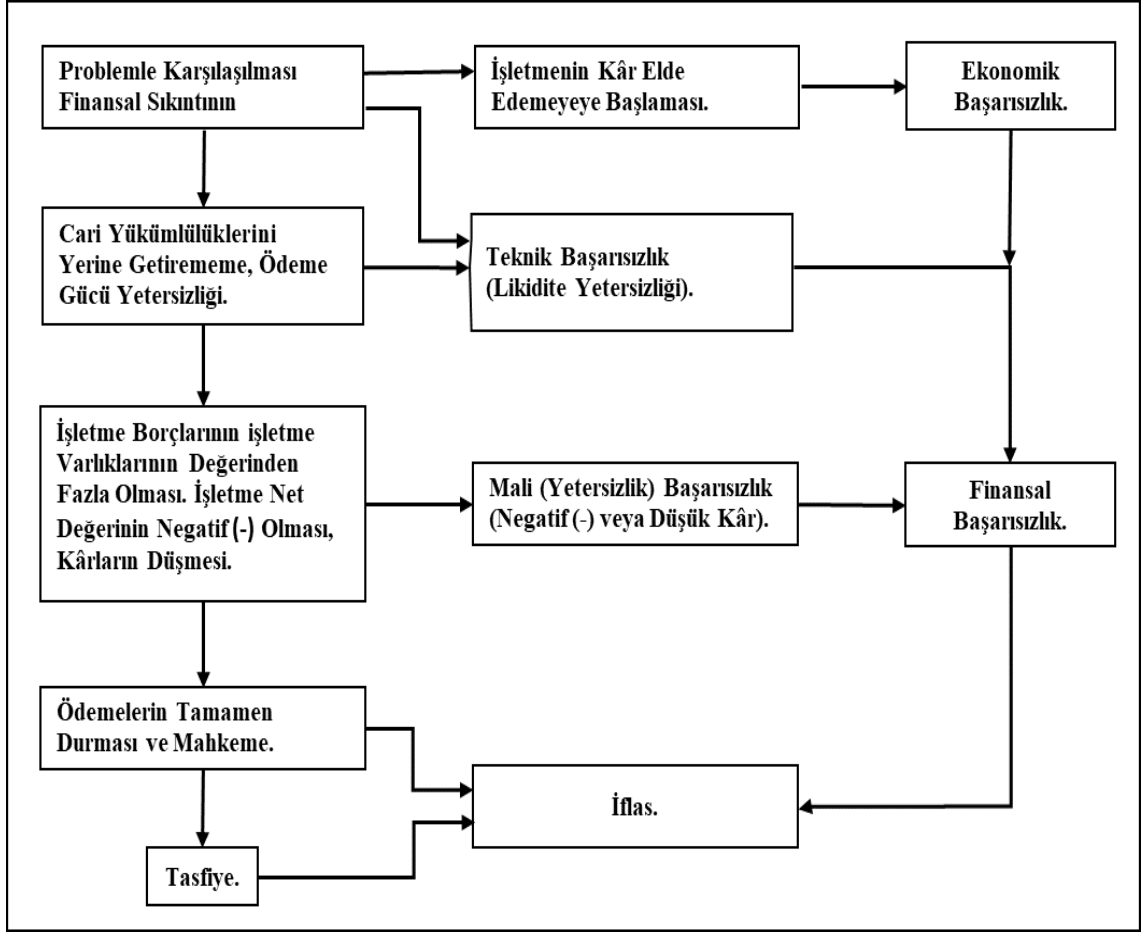 Problemle Karşılaşılması
Finansal Sıkıntının
İşletmenin Kâr Elde
Edemeyeye Başlaması.
Ekonomik
Başarısızlık.
Cari Yükümlülüklerini
Yerine Getirememe, Ödeme
Gücü Yetersizliği.
Teknik Başarısızlık
(Likidite Yetersizliği).
İşletme Borçlarının işletme
Varlıklarının Değerinden
Fazla Olması. İşletme Net
Değerinin Negatif (-) Olması,
Kârların Düşmesi.
Mali (Yetersizlik) Başarısızlık
(Negatif (-) veya Düşük Kâr).
Finansal
Başarısızlık.
Ödemelerin Tamamen
Durması ve Mahkeme.
İflas.
Tasfiye.